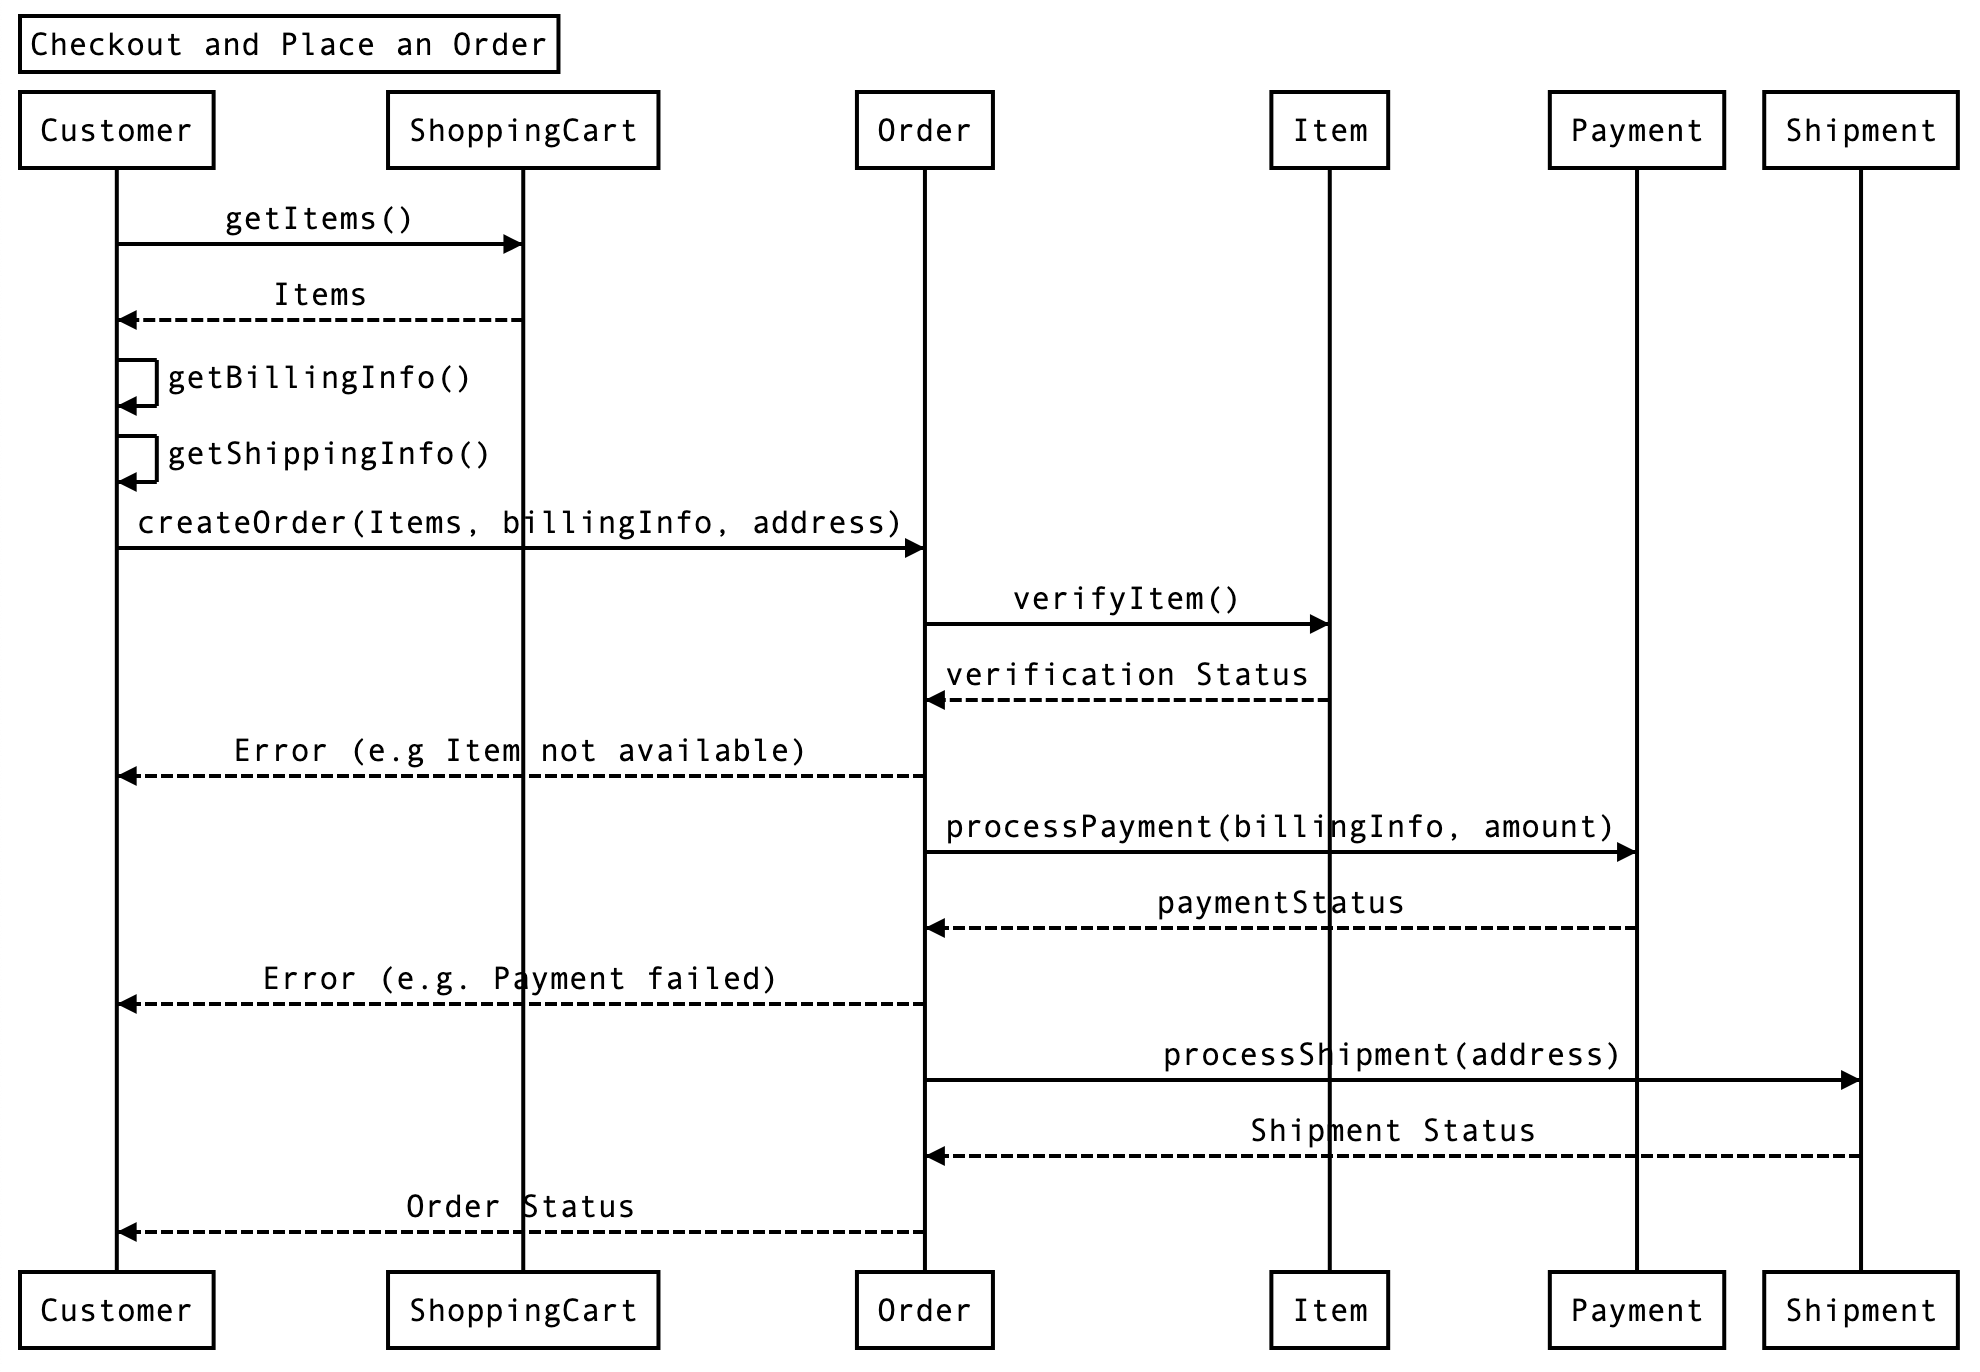 Checkout and Place an Order
Customer
ShoppingCart
Order
Item
Payment
Shipment
getItems()
Items
getBillingInfo()
getShippingInfo()
createOrder(Items, billingInfo, address)
verifyItem()
verification Status
Error (e.g Item not available)
processPayment(billingInfo, amount)
paymentStatus
Error (e.g. Payment failed)
processShipment(address)
Shipment Status
Order Status
Customer
ShoppingCart
Order
Item
Payment
Shipment